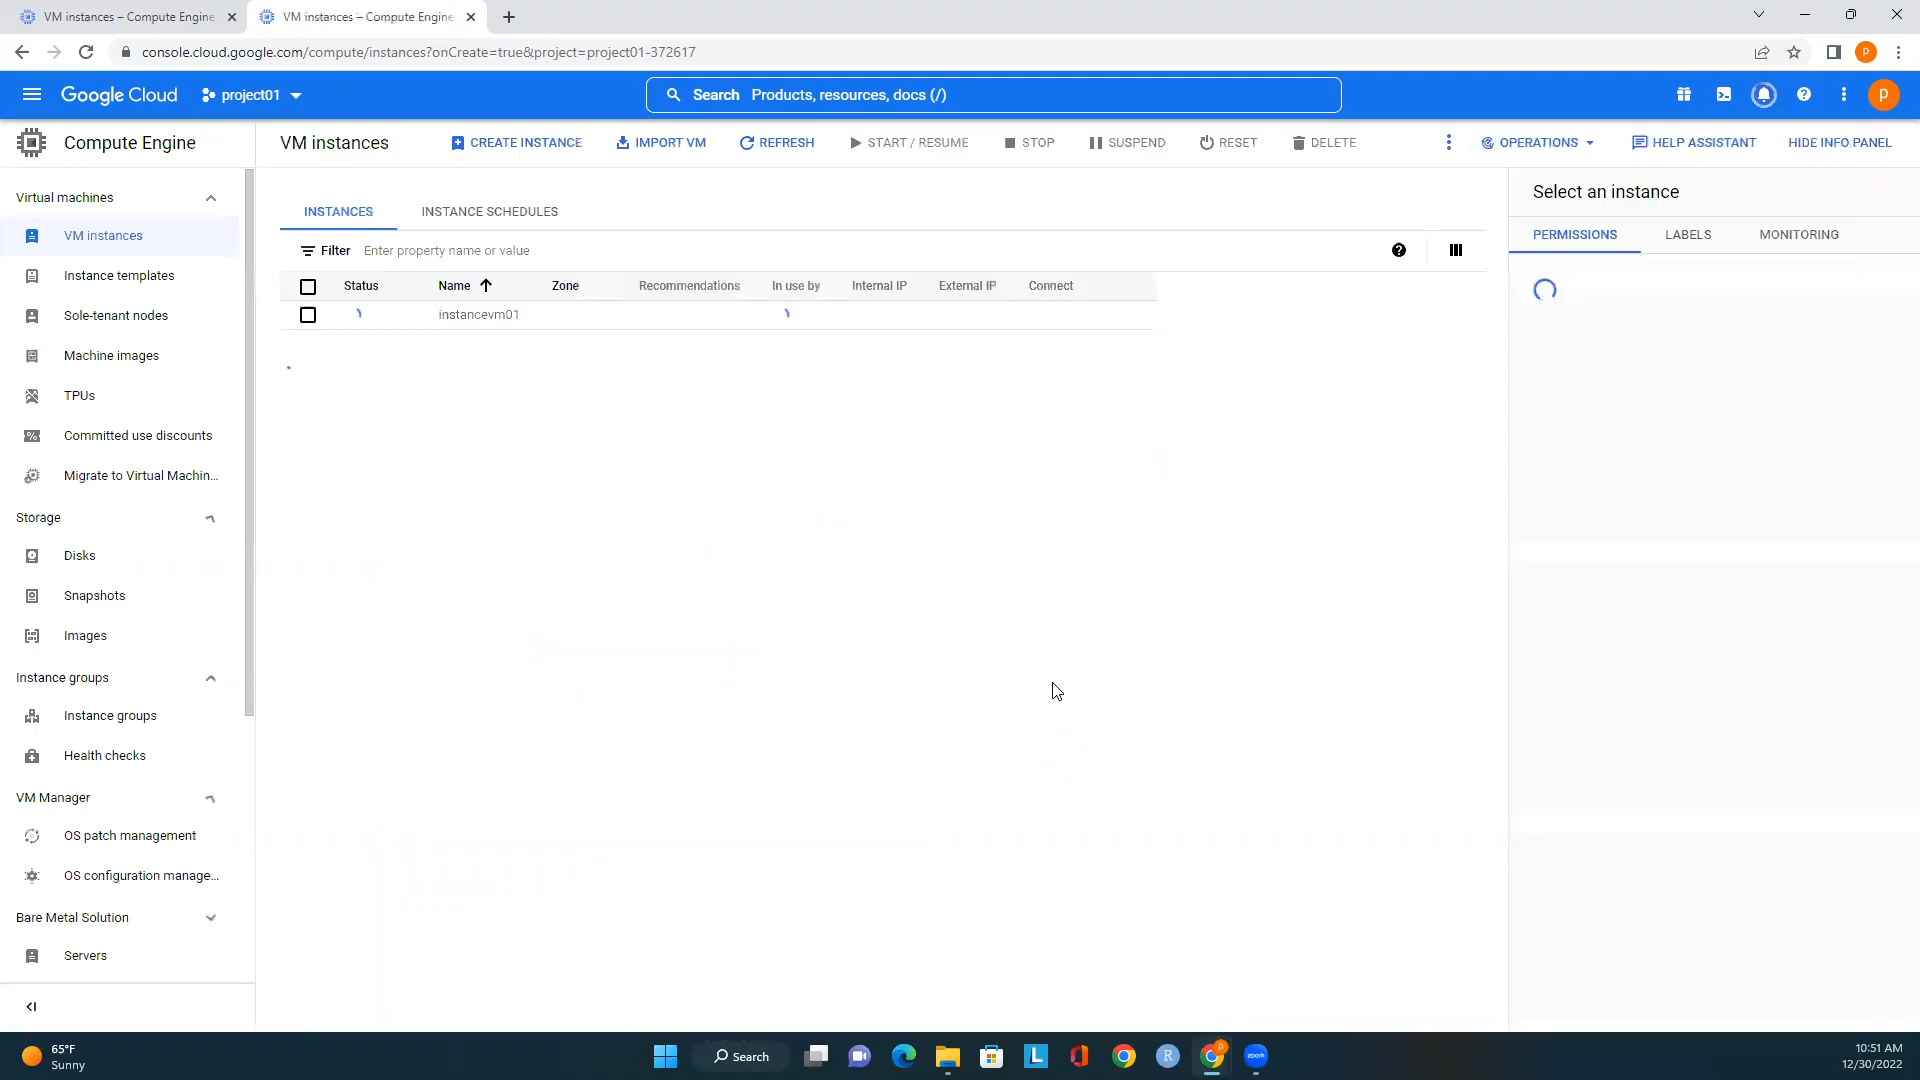 VM instances – Compute Engine
VM instances – Compute Engine
console.cloud.google.com/compute/instances?onCreate=true&project=project01-372617
P
Google Cloud
project01
Search Products, resources, docs (/)
P
Compute Engine
VM instances
CREATE INSTANCE
IMPORT VM
REFRESH
START / RESUME
STOP
SUSPEND
RESET
DELETE
OPERATIONS
HELP ASSISTANT
HIDE INFO PANEL
Virtual machines
VM instances
Instance templates
Sole-tenant nodes
Machine images
TPUs
Committed use discounts
Migrate to Virtual Machin...
Storage
Disks
Snapshots
Images
Instance groups
Instance groups
Health checks
VM Manager
OS patch management
OS configuration manage...
Bare Metal Solution
Servers
INSTANCES
INSTANCE SCHEDULES
Filter Enter property name or value
Status Name Zone Recommendations In use by Internal IP External IP Connect
instancevm01
Select an instance
PERMISSIONS
LABELS
MONITORING
65°F
Sunny
Search
L
R
P
zoom
10:51 AM
12/30/2022